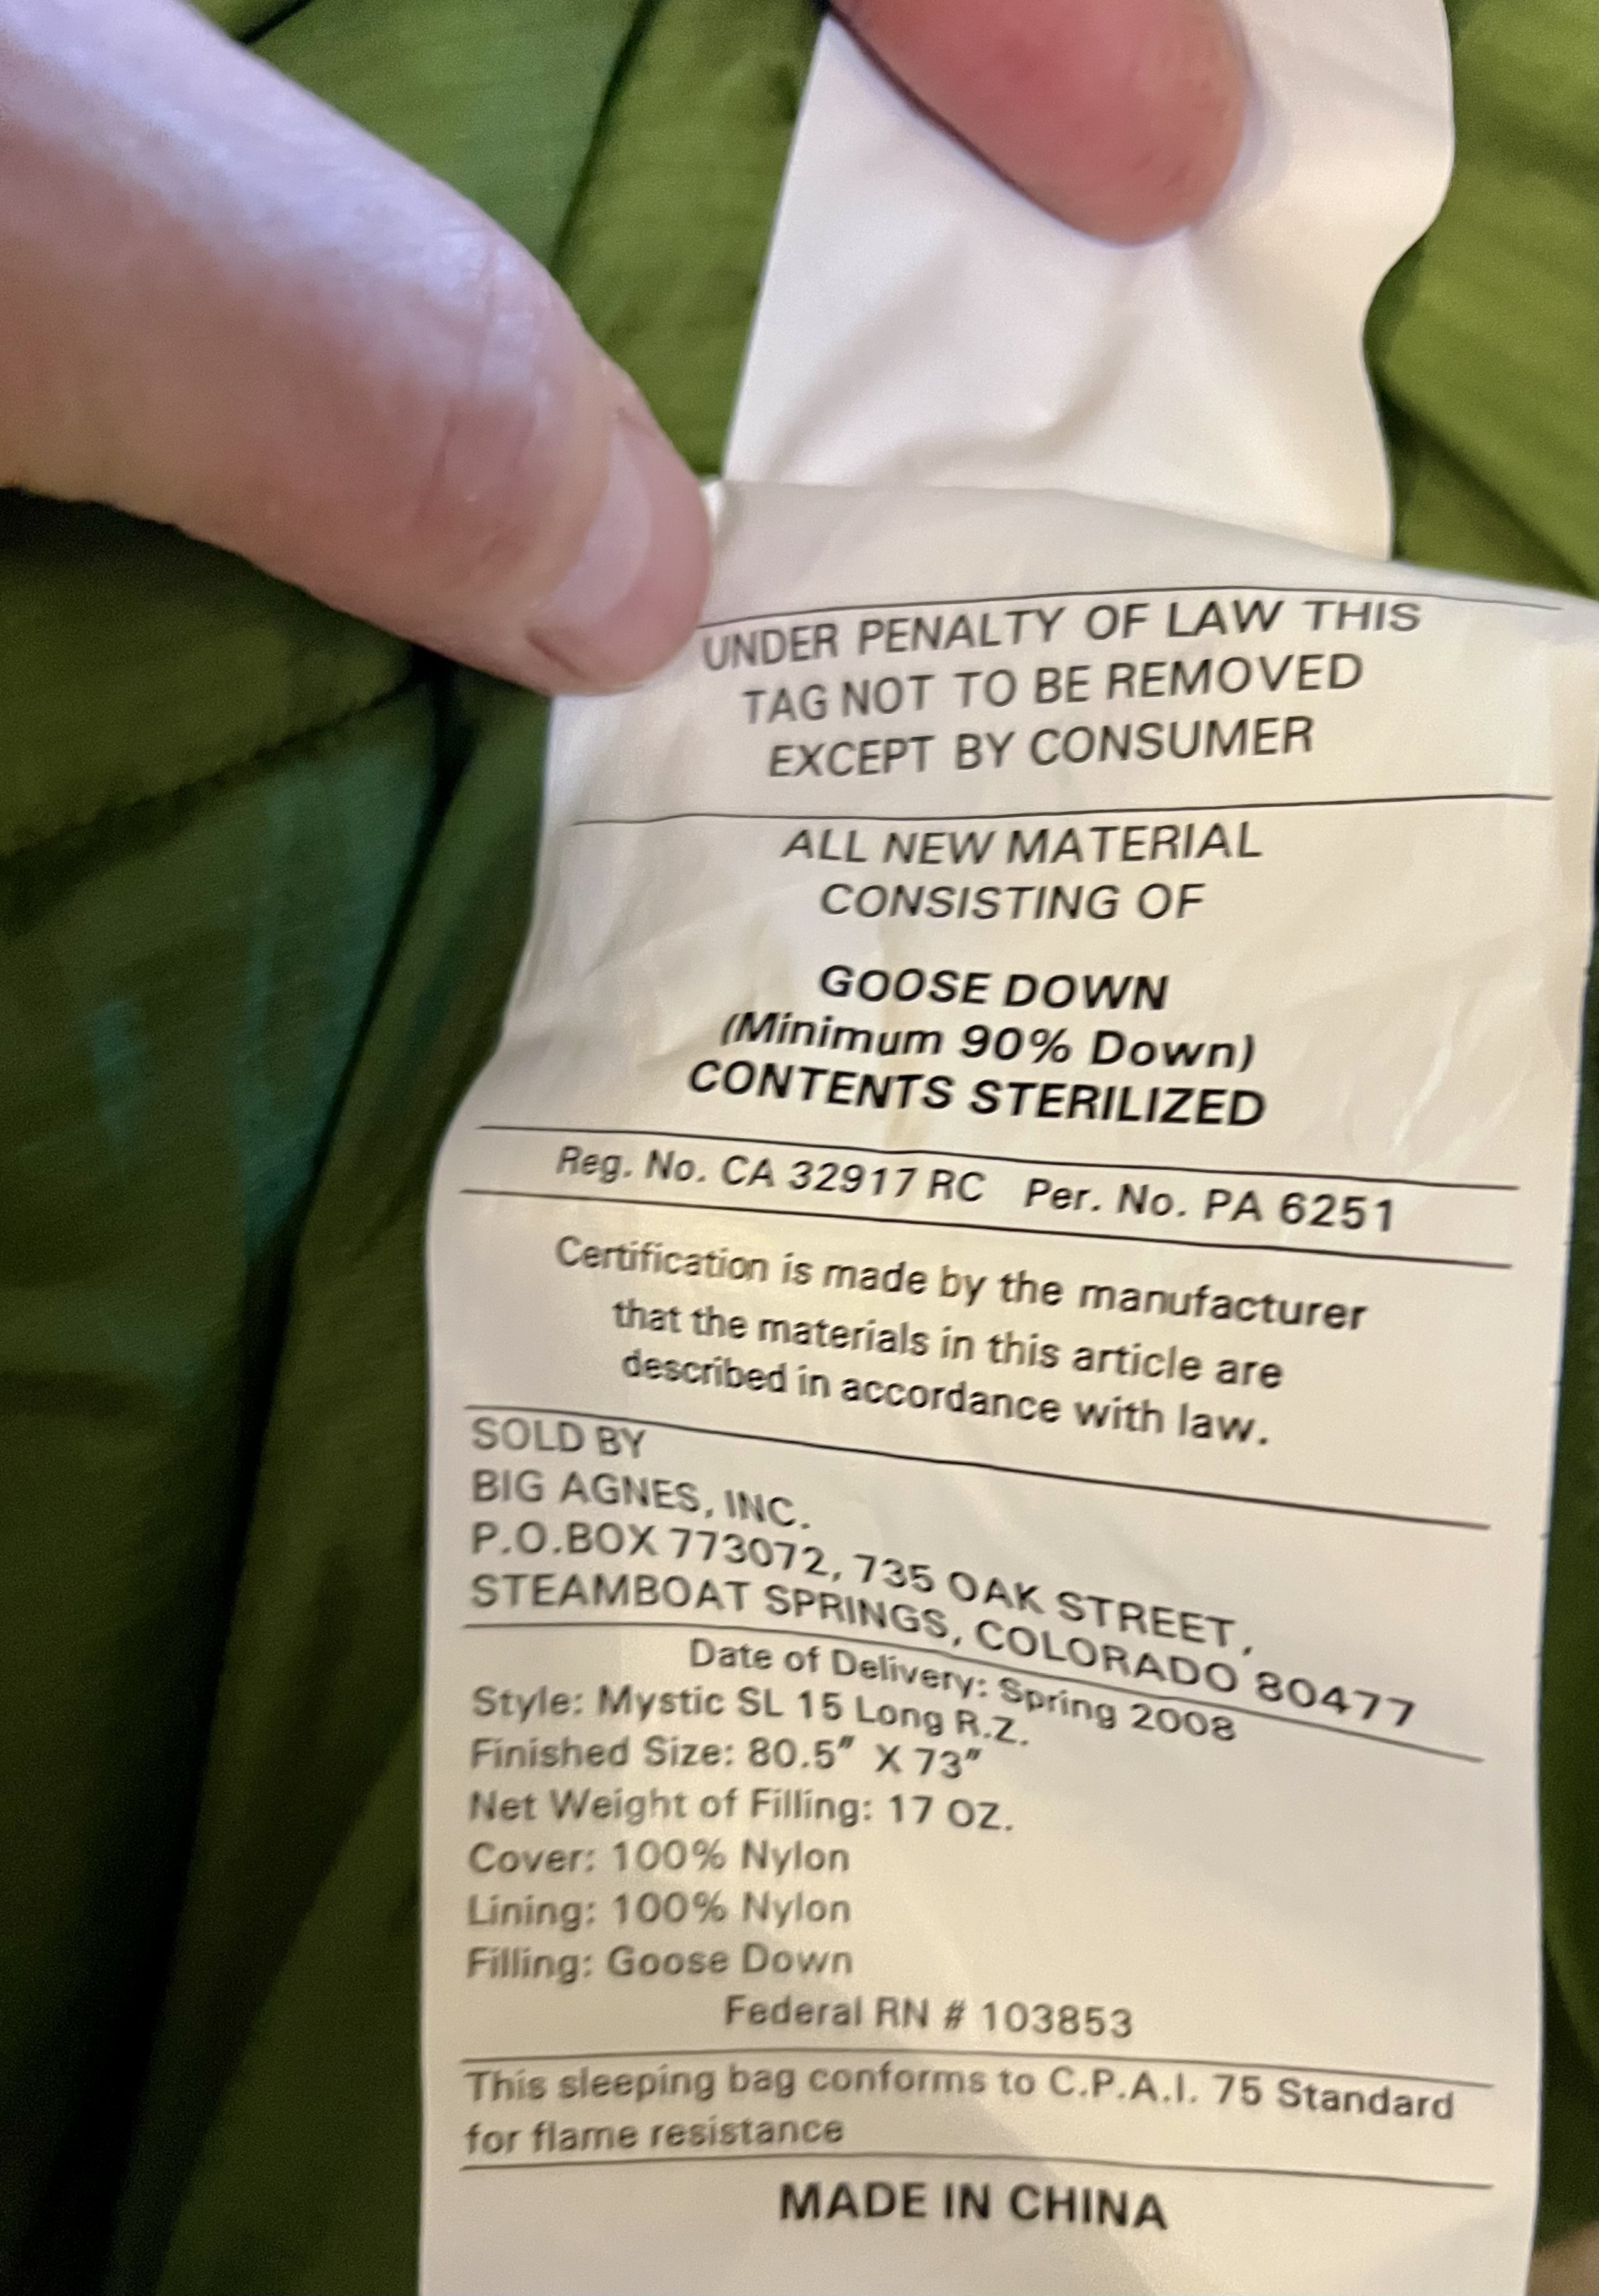 UNDER PENALTY OF LAW THIS
TAG NOT TO BE REMOVED
EXCEPT BY CONSUMER
ALL NEW MATERIAL
CONSISTING OF
GOOSE DOWN
(Minimum 90% Down)
CONTENTS STERILIZED
Reg. No. CA 32917 RC Per. No. PA 6251
Certification is made by the manufacturer
that the materials in this article are
described in accordance with law.
SOLD BY
BIG AGNES, INC.
P.O.BOX 773072, 735 OAK STREET,
STEAMBOAT SPRINGS, COLORADO 80477
Date of Delivery: Spring 2008
Style: Mystic SL 15 Long R.Z.
Finished Size: 80.5" X 73"
Net Weight of Filling: 17 OZ.
Cover: 100% Nylon
Lining: 100% Nylon
Filling: Goose Down
Federal RN # 103853
This sleeping bag conforms to C.P.A.I. 75 Standard
for flame resistance
MADE IN CHINA